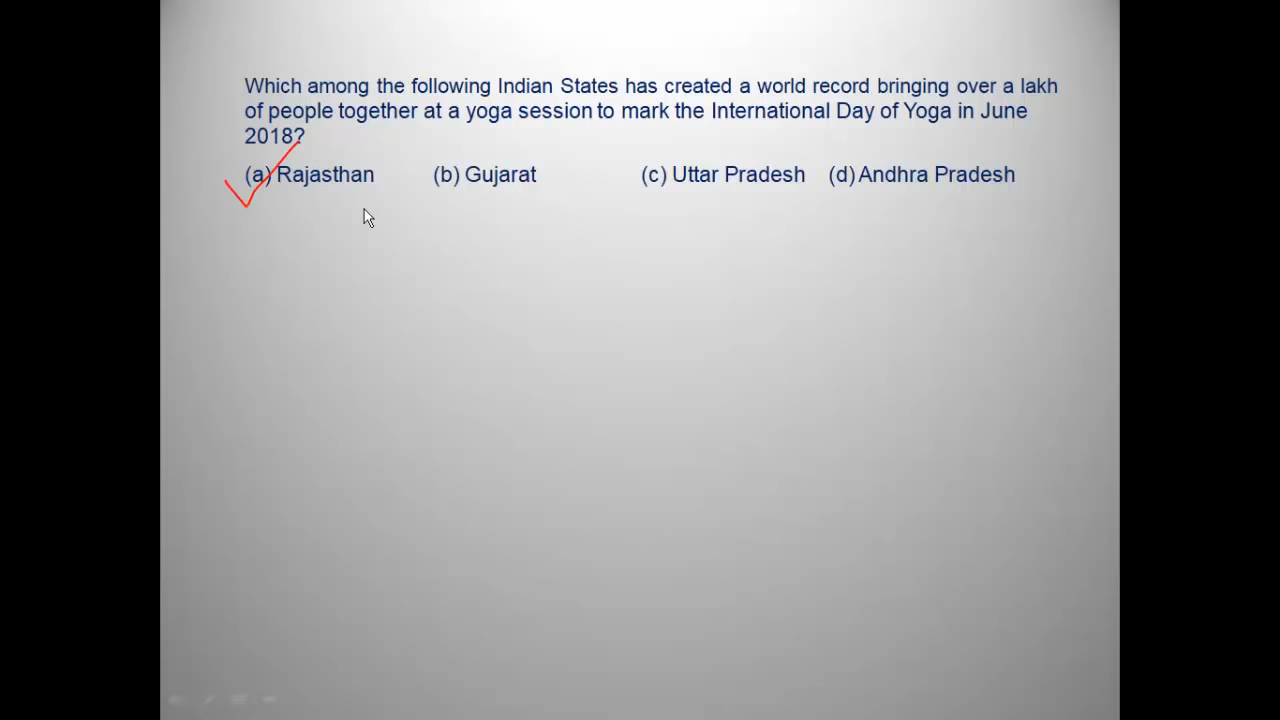 Which among the following Indian States has created a world record bringing over a lakh
of people together at a yoga session to mark the International Day of Yoga in June
2018?
(a) Rajasthan (b) Gujarat (c) Uttar Pradesh (d) Andhra Pradesh